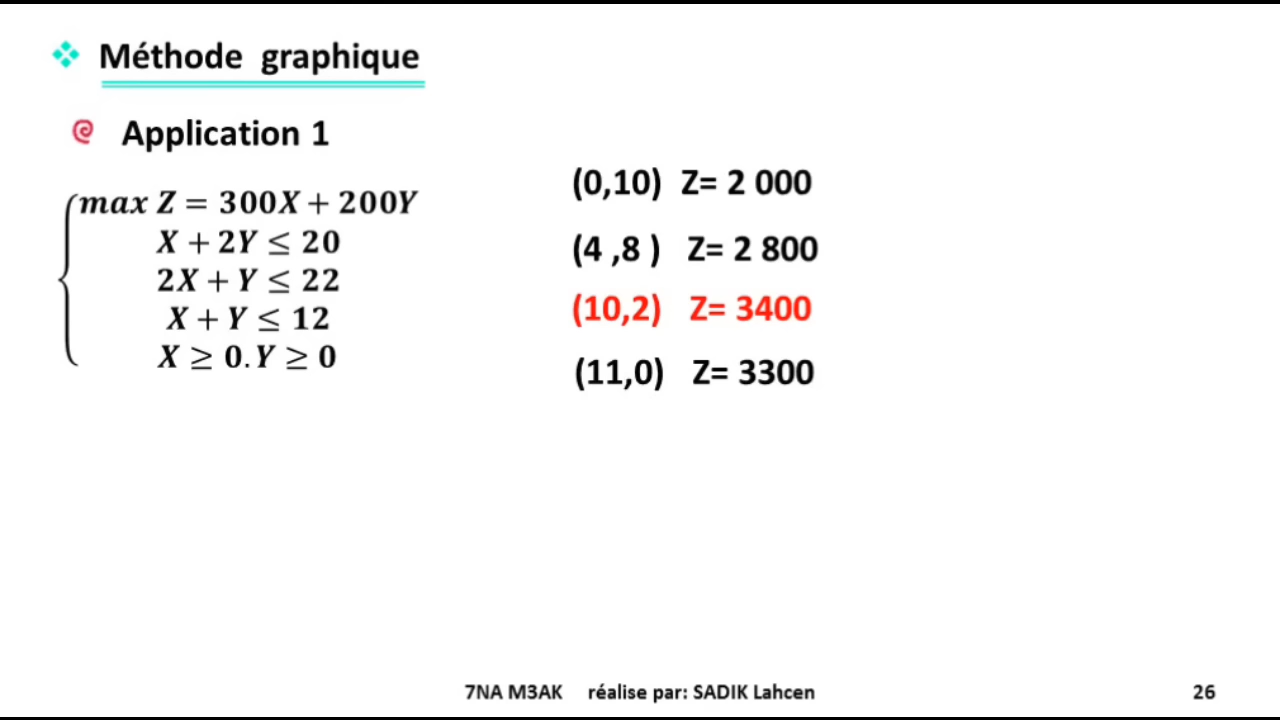 Méthode graphique
Application 1
max Z = 300X + 200Y
X + 2Y ≤ 20
2X + Y ≤ 22
X + Y ≤ 12
X ≥ 0. Y ≥ 0
(0,10) Z= 2 000
(4 ,8 ) Z= 2 800
(10,2) Z= 3400
(11,0) Z= 3300
7NA M3AK réalise par: SADIK Lahcen 26